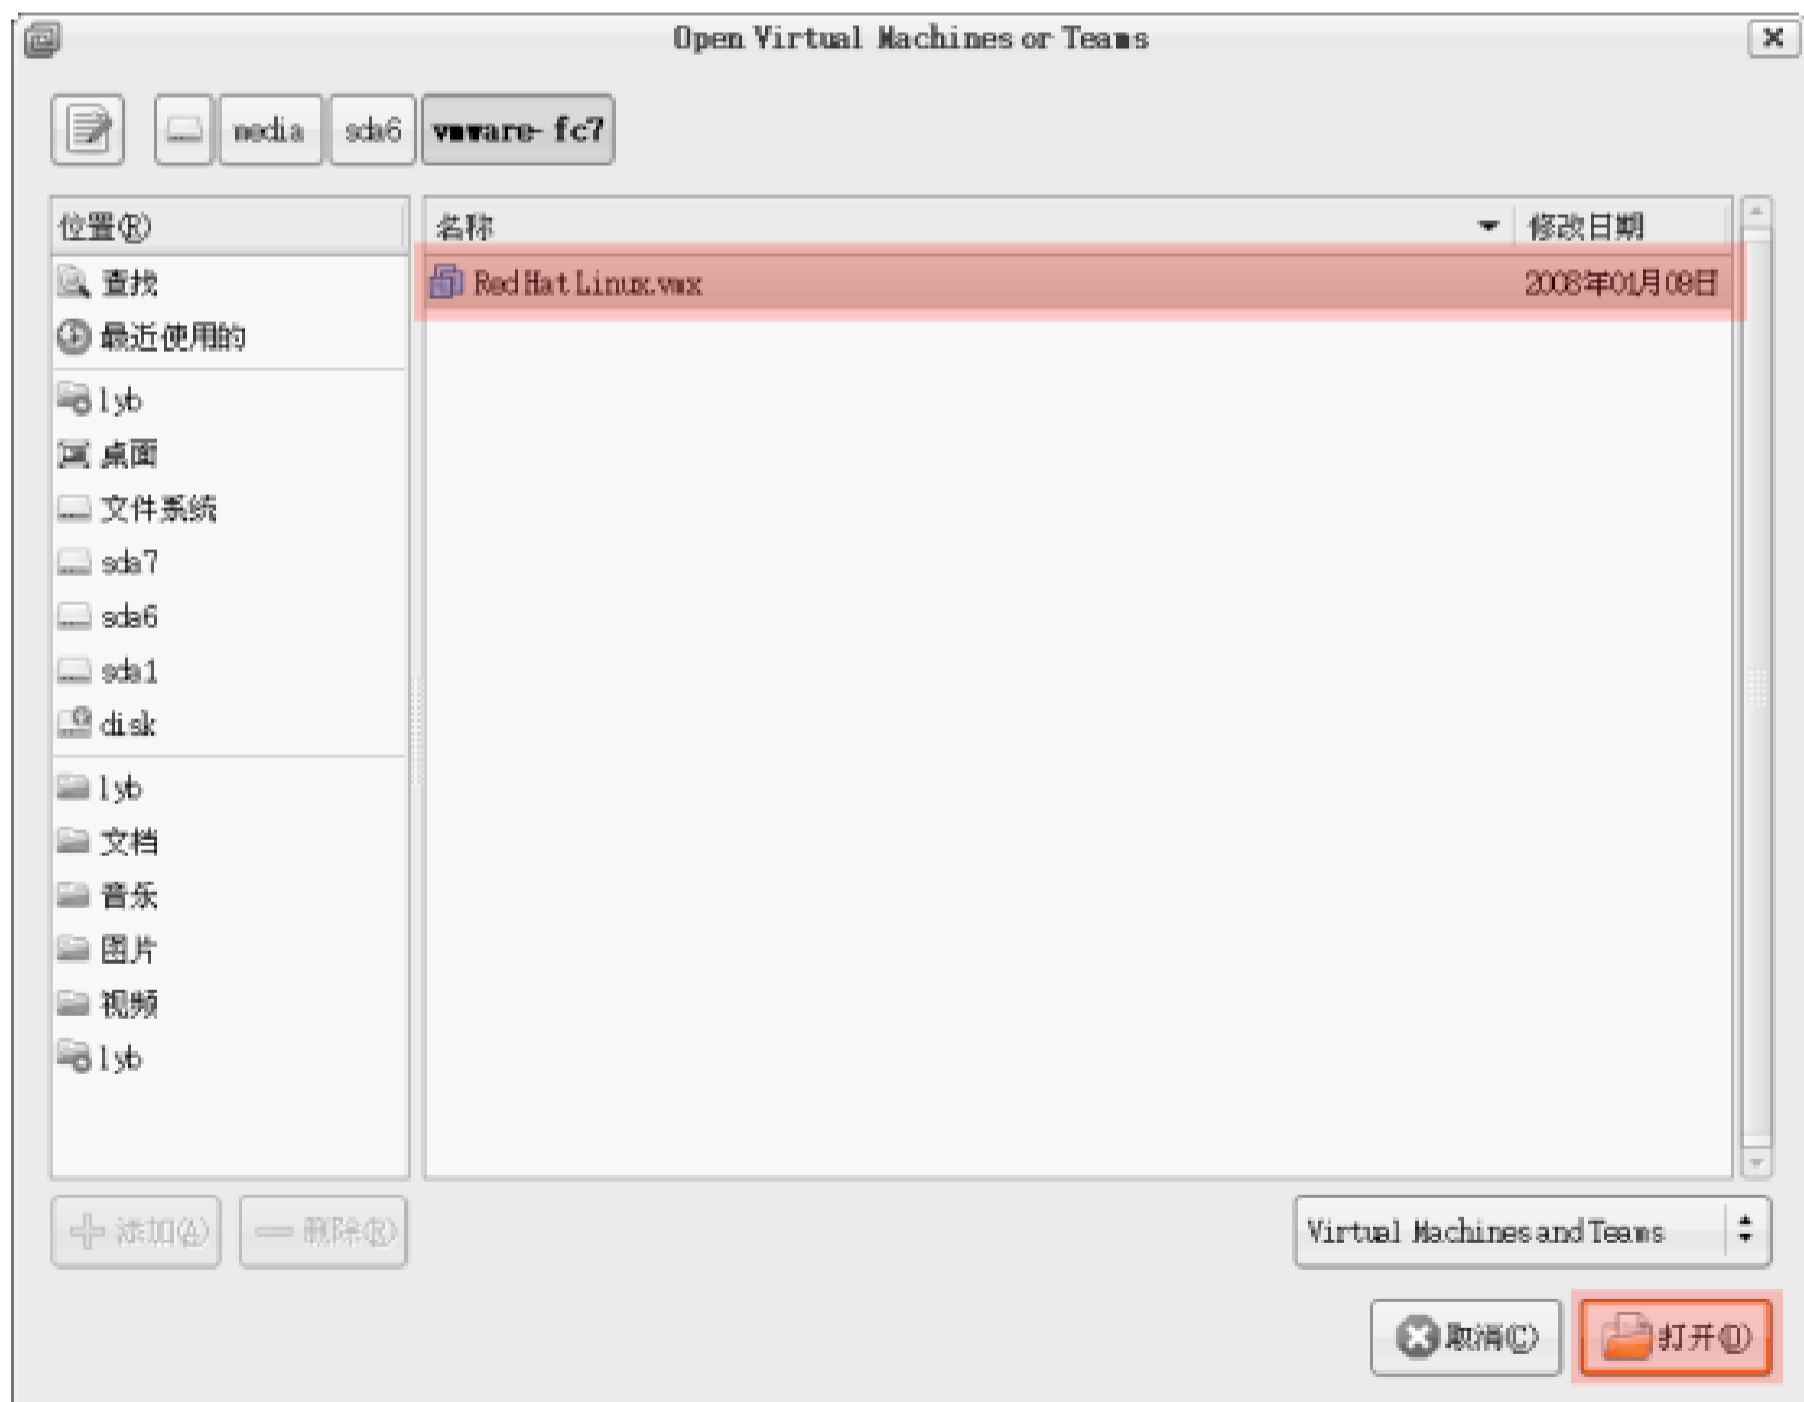 Open Virtual Machines or Teams
media sda6 vmware-fc7
位置(R)
名称 修改日期
查找
Red Hat Linux.vmx 2008年01月09日
最近使用的
lyb
桌面
文件系统
sda7
sda6
sda1
disk
lyb
文档
音乐
图片
视频
lyb
添加(A) 删除(R)
Virtual Machines and Teams
取消(C) 打开(O)